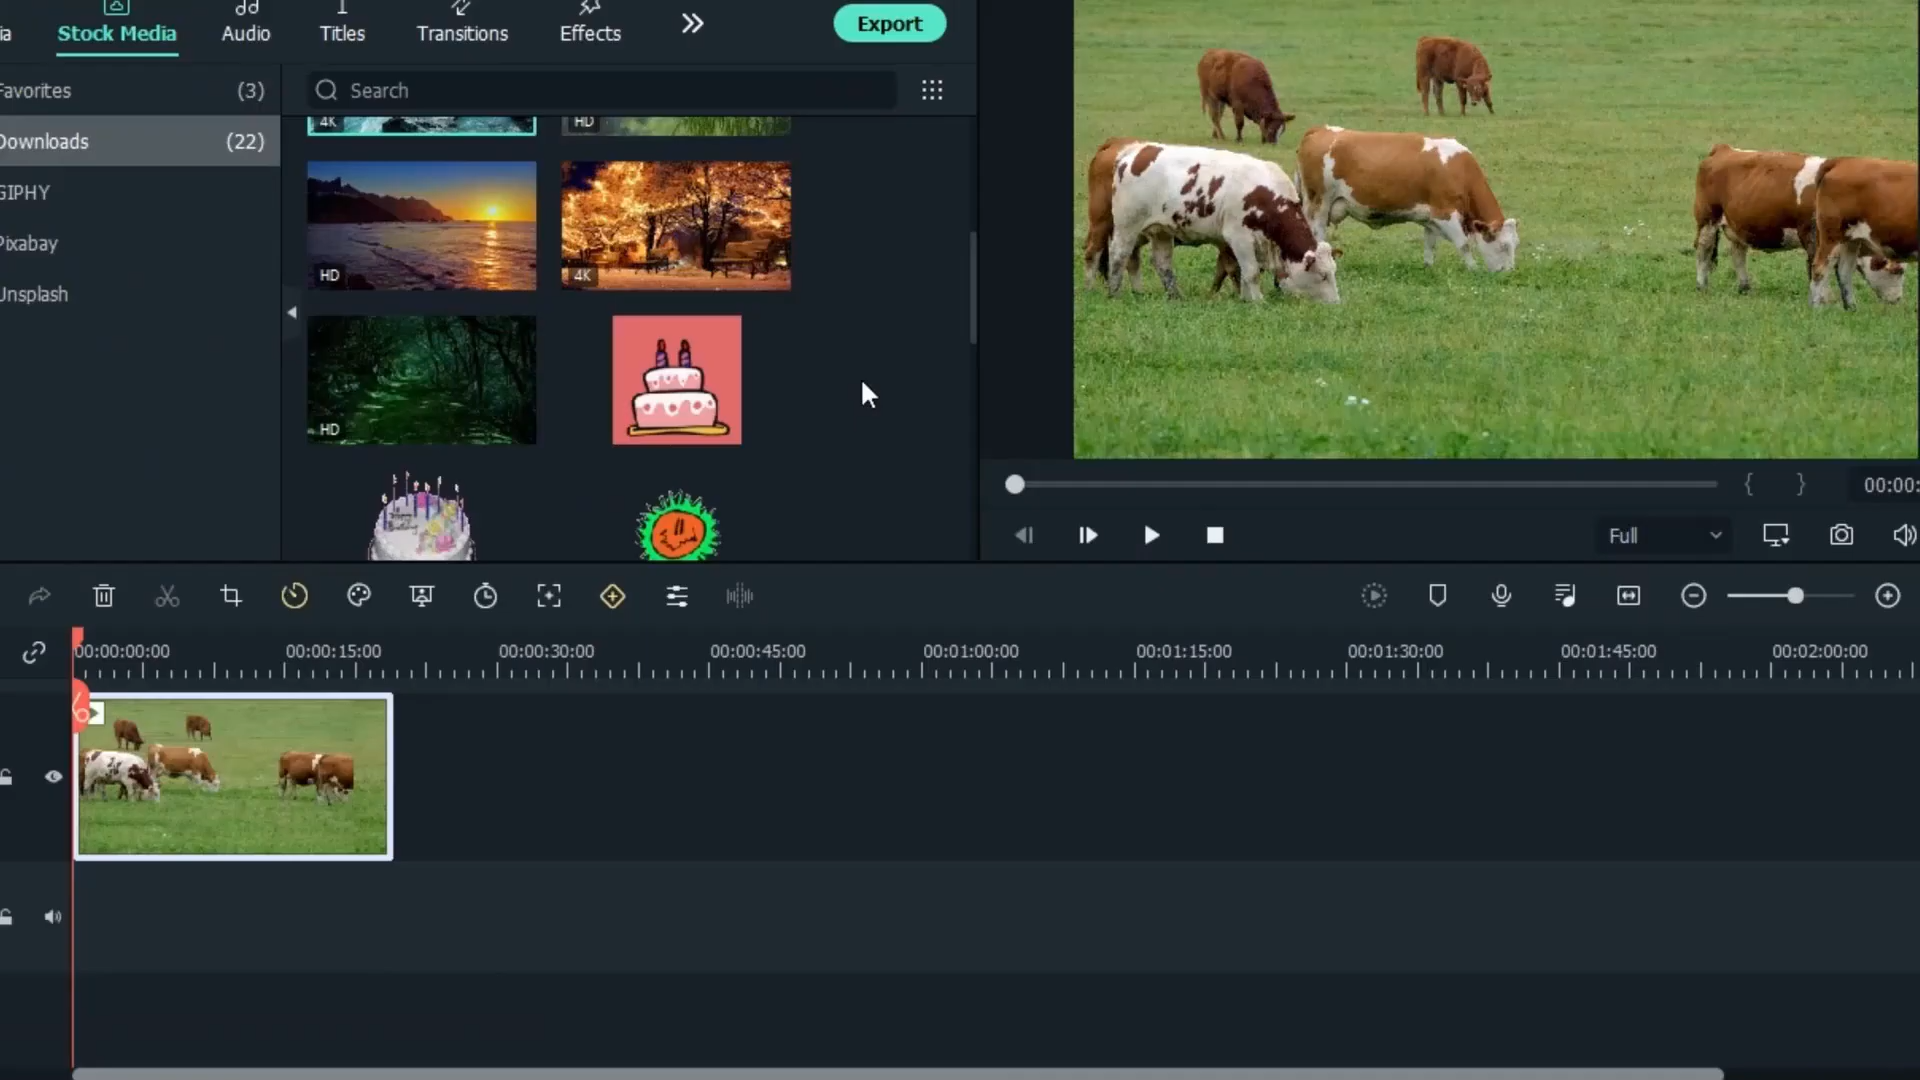 Stock Media
Audio
Titles
Transitions
Effects
Export
Favorites (3)
Search
4K
HD
Downloads (22)
GIPHY
Pixabay
Unsplash
HD
4K
HD
Full
00:00:00:00
00:00:15:00
00:00:30:00
00:00:45:00
00:01:00:00
00:01:15:00
00:01:30:00
00:01:45:00
00:02:00:00